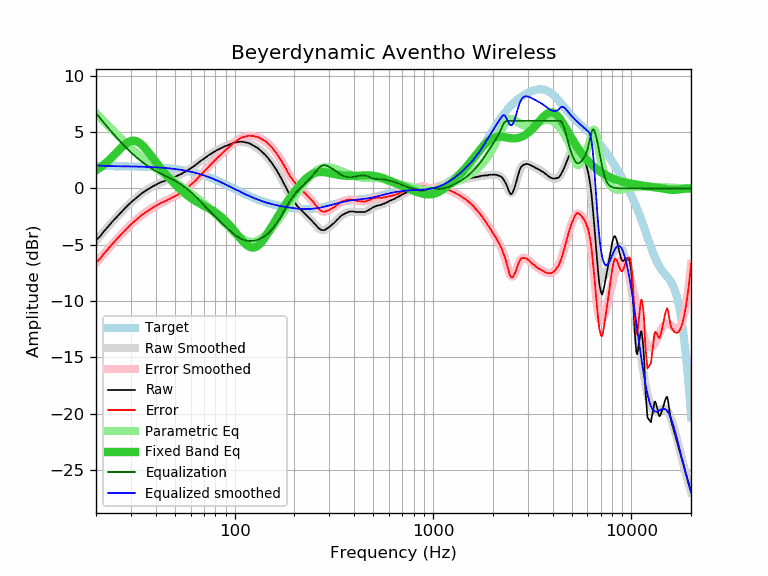 Beyerdynamic Aventho Wireless
10
5
0
−5
−10
−15
−20
−25
Amplitude (dBr)
Target
Raw Smoothed
Error Smoothed
Raw
Error
Parametric Eq
Fixed Band Eq
Equalization
Equalized smoothed
100
1000
10000
Frequency (Hz)